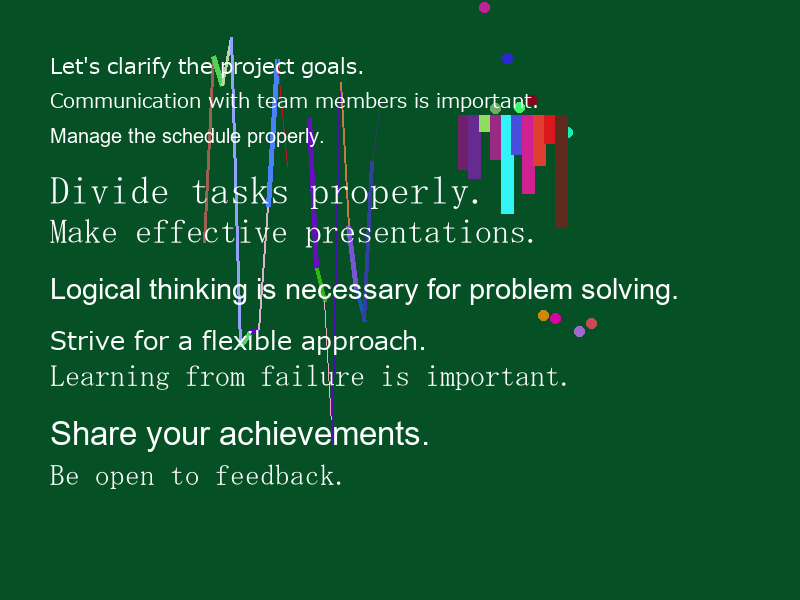 Let's clarify the project goals.
Communication with team members is important.
Manage the schedule properly.
Divide tasks properly.
Make effective presentations.
Logical thinking is necessary for problem solving.
Strive for a flexible approach.
Learning from failure is important.
Share your achievements.
Be open to feedback.